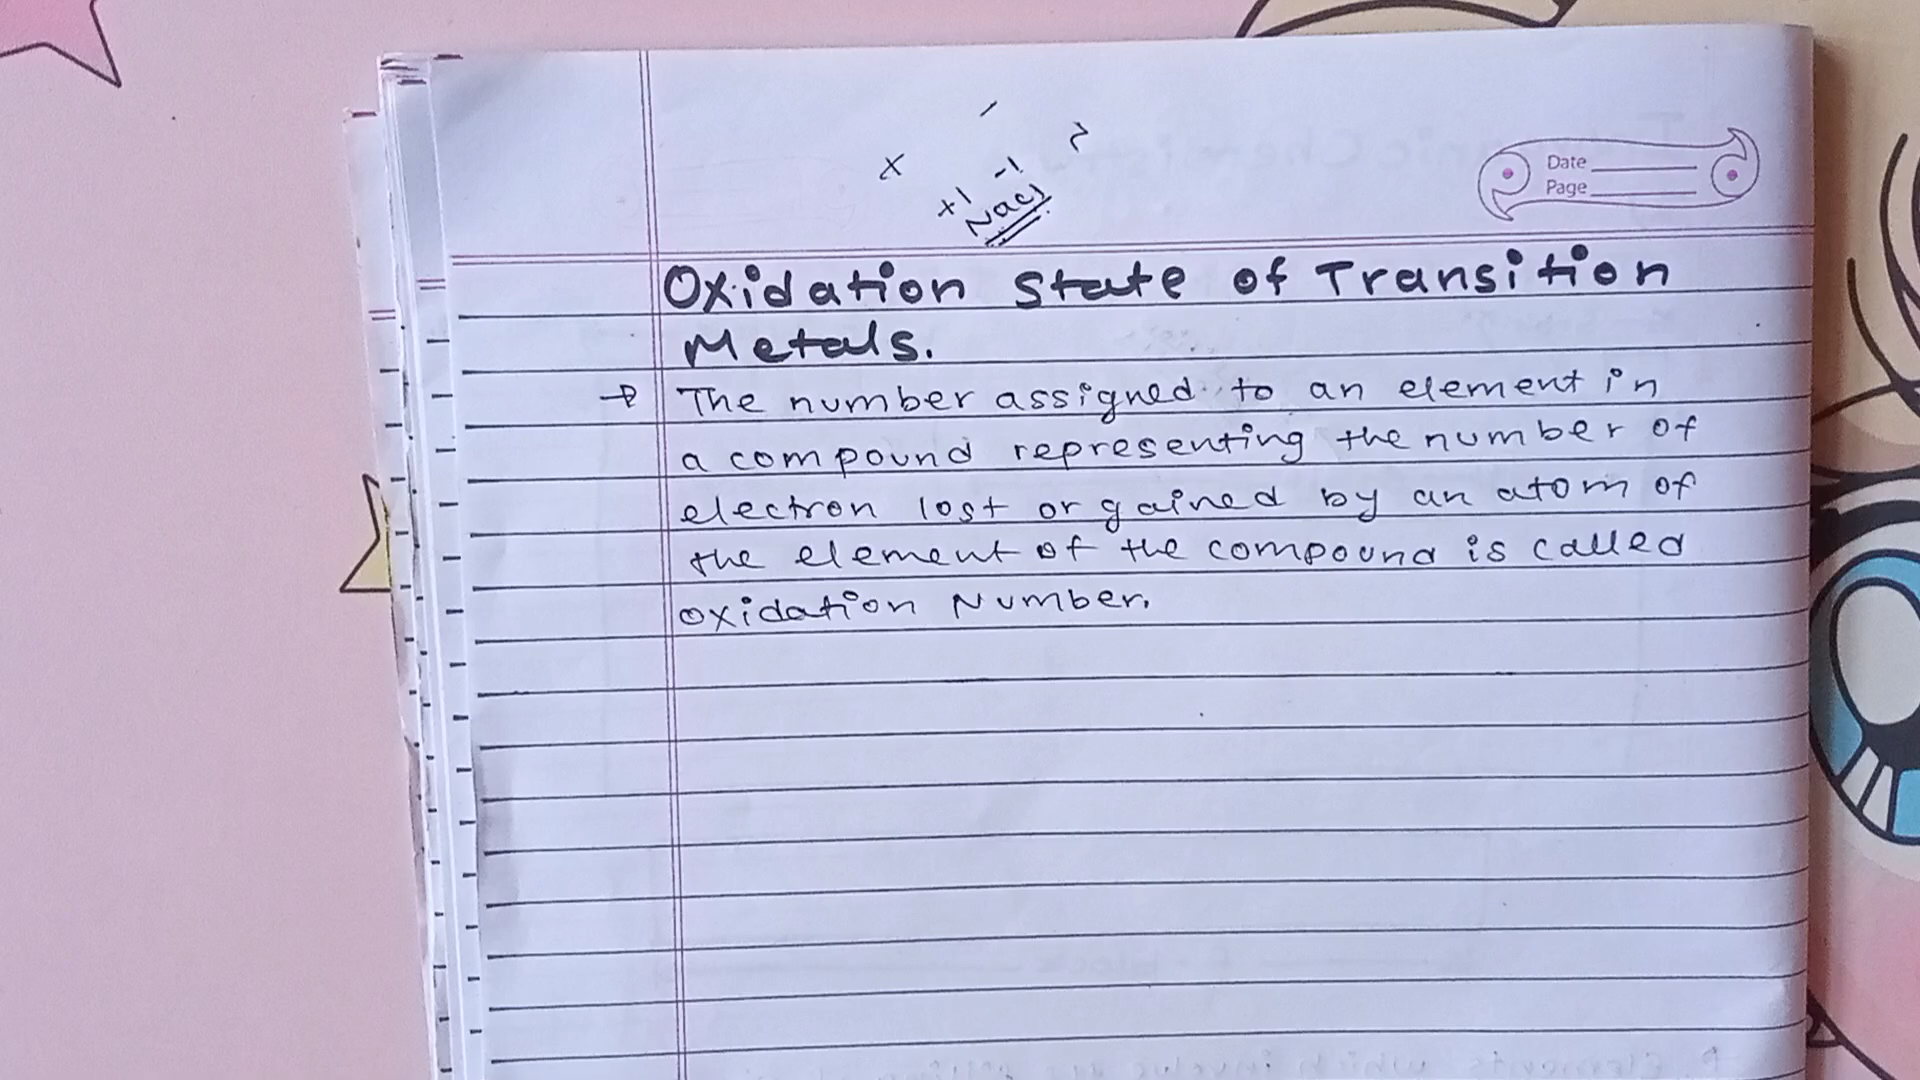 x - 2
+1 -1
NaCl
Date
Page
Oxidation State of Transition
Metals.
→ The number assigned to an element in
a compound representing the number of
electron lost or gained by an atom of
the element of the compound is called
oxidation Number.